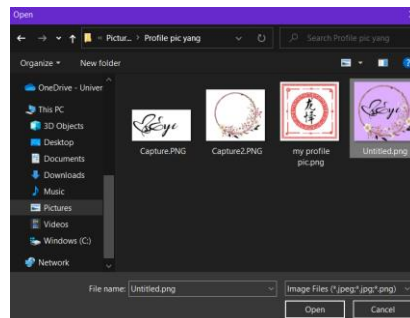 Open
Pictur... › Profile pic yang
Search Profile pic yang
Organize
New folder
OneDrive - Univer
This PC
3D Objects
Desktop
Documents
Downloads
Music
Pictures
Videos
Windows (C:)
Network
Eye
Capture.PNG
Capture2.PNG
my profile
pic.png
Untitled.png
File name:
Untitled.png
Image Files (*.jpeg;*.jpg;*.png)
Open
Cancel